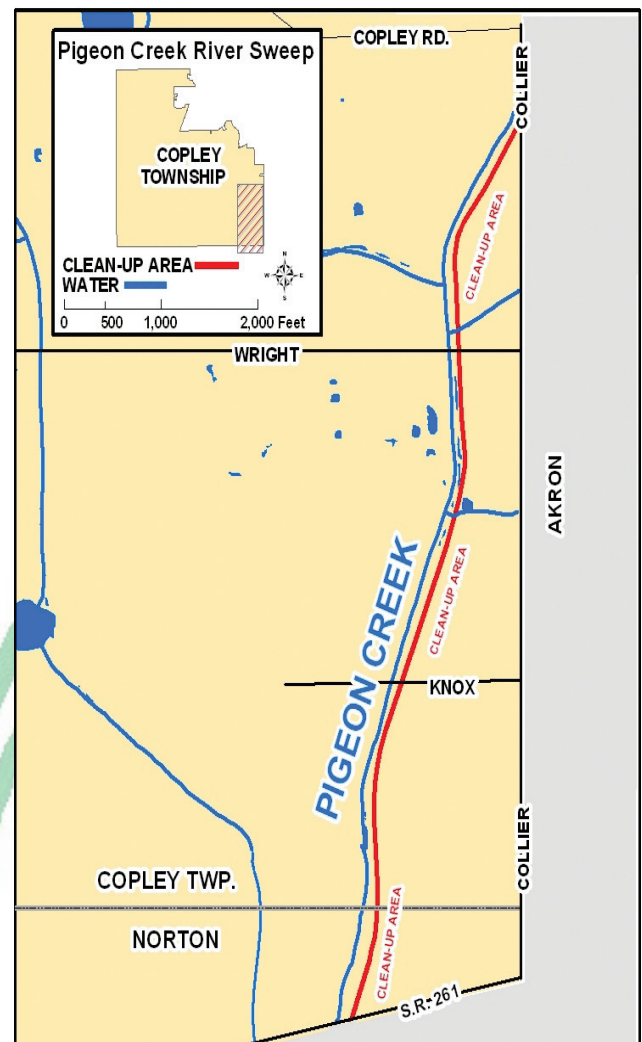 COPLEY RD.
COLLIER
Pigeon Creek River Sweep
COPLEY
TOWNSHIP
CLEAN-UP AREA
WATER
N
W E
S
0 500 1,000 2,000 Feet
CLEAN-UP AREA
WRIGHT
AKRON
PIGEON CREEK
CLEAN-UP AREA
KNOX
COLLIER
COPLEY TWP.
NORTON
CLEAN-UP AREA
S.R.-261